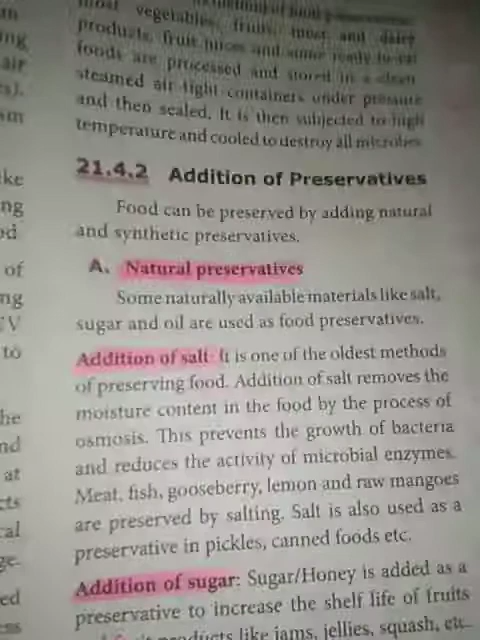 most vegetables, fruits, meat and dairy
products, fruit juices and some ready-to-eat
foods are processed and stored in a clean
steamed air tight containers under pressure
and then sealed. It is then subjected to high
temperature and cooled to destroy all microbes.
21.4.2 Addition of Preservatives
Food can be preserved by adding natural
and synthetic preservatives.
A. Natural preservatives
Some naturally available materials like salt,
sugar and oil are used as food preservatives.
Addition of salt: It is one of the oldest methods
of preserving food. Addition of salt removes the
moisture content in the food by the process of
osmosis. This prevents the growth of bacteria
and reduces the activity of microbial enzymes.
Meat, fish, gooseberry, lemon and raw mangoes
are preserved by salting. Salt is also used as a
preservative in pickles, canned foods etc.
Addition of sugar: Sugar/Honey is added as a
preservative to increase the shelf life of fruits
products like jams, jellies, squash, etc.